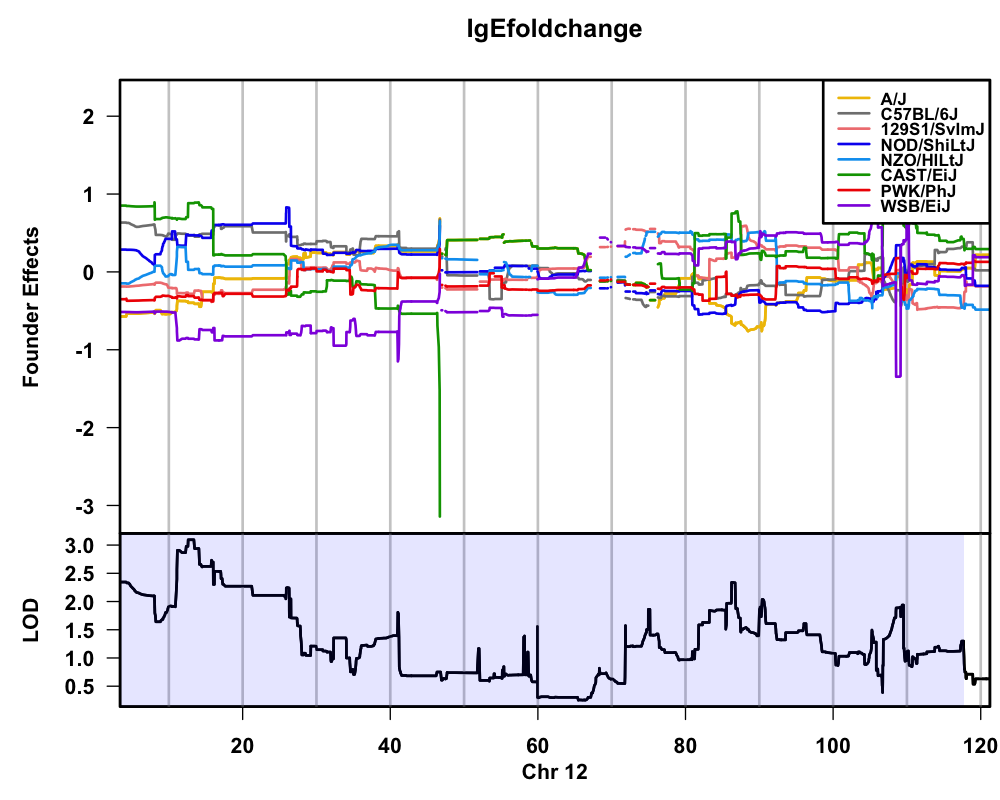 IgEfoldchange
Founder Effects
2
1
0
-1
-2
-3
A/J
C57BL/6J
129S1/SvImJ
NOD/ShiLtJ
NZO/HlLtJ
CAST/EiJ
PWK/PhJ
WSB/EiJ
LOD
3.0
2.5
2.0
1.5
1.0
0.5
20 40 60 80 100 120
Chr 12